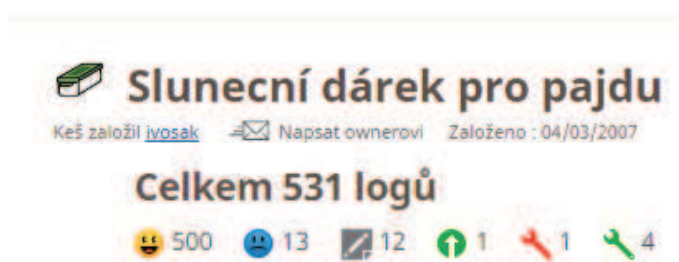 Slunecní dárek pro pajdu
Keš založil ivosak Napsat ownerovi Založeno : 04/03/2007
Celkem 531 logů
500 13 12 1 1 4